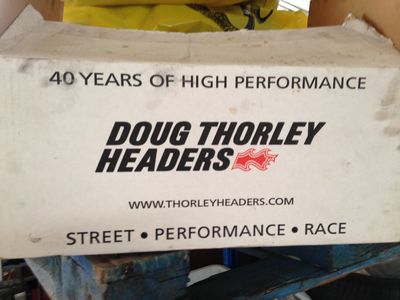 40 YEARS OF HIGH PERFORMANCE
DOUG THORLEY
HEADERS
WWW.THORLEYHEADERS.COM
STREET • PERFORMANCE • RACE